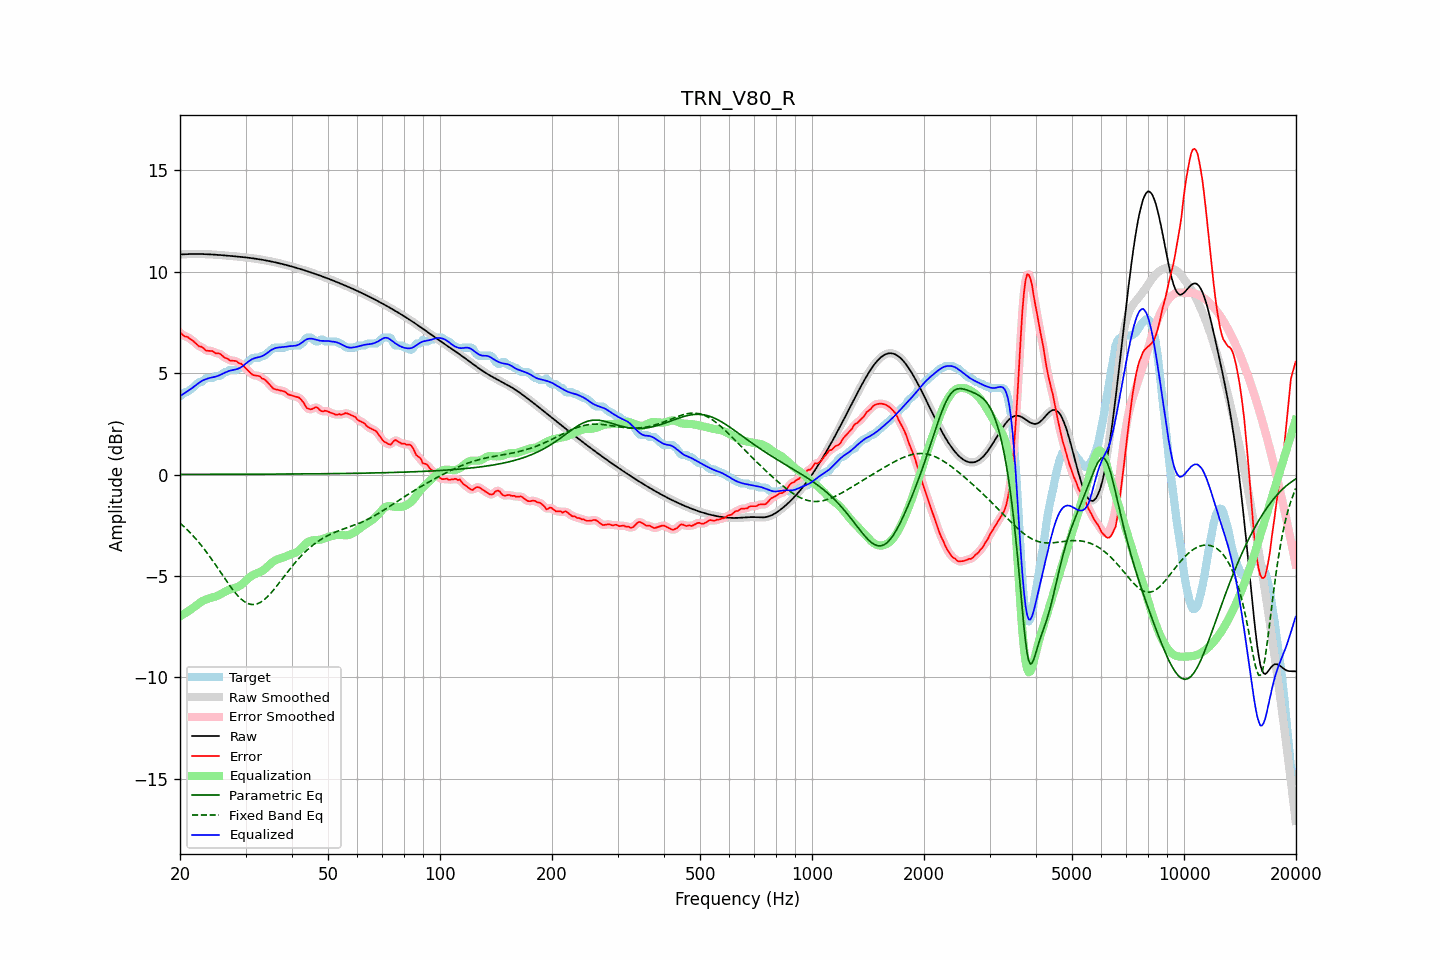 TRN_V80_R
Amplitude (dBr)
15
10
5
0
−5
−10
−15
Target
Raw Smoothed
Error Smoothed
Raw
Error
Equalization
Parametric Eq
Fixed Band Eq
Equalized
20 50 100 200 500 1000 2000 5000 10000 20000
Frequency (Hz)